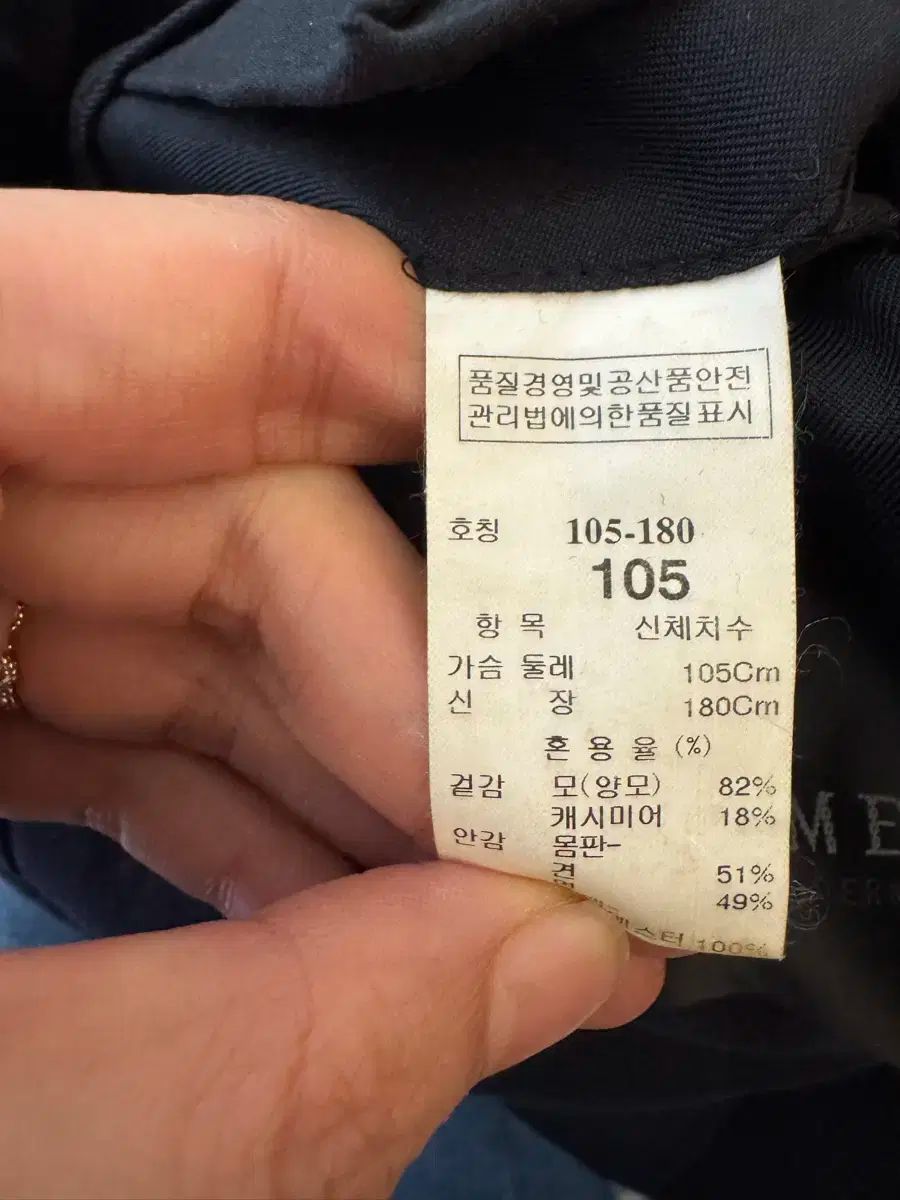 품질경영및공산품안전
관리법에의한품질표시
호칭 105-180
105
항 목 신체치수
가슴 둘레 105Cm
신 장 180Cm
혼 용 율 (%)
겉감 모(양모) 82%
캐시미어 18%
안감 몸판-
견 51%
49%
100%